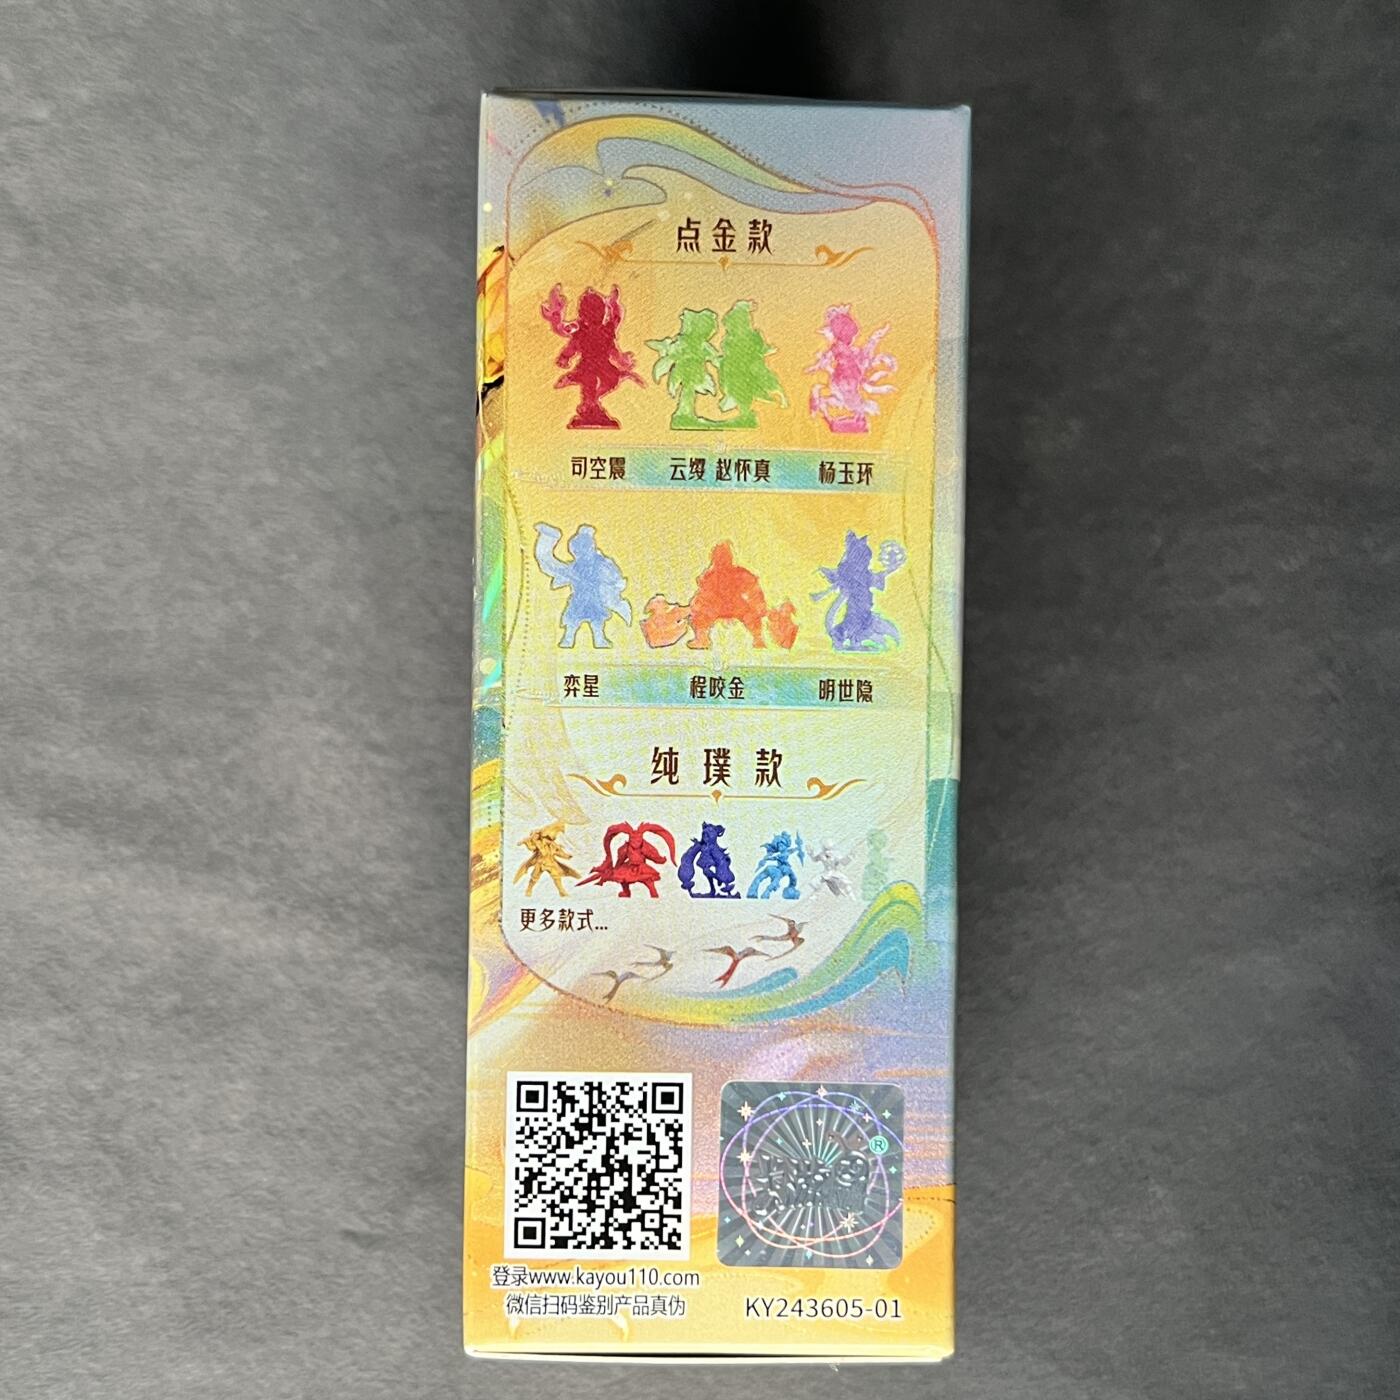 点金款
司空震 云缨 赵怀真 杨玉环
弈星 程咬金 明世隐
纯璞款
更多款式...
登录www.kayou110.com
微信扫码鉴别产品真伪
®
KY243605-01